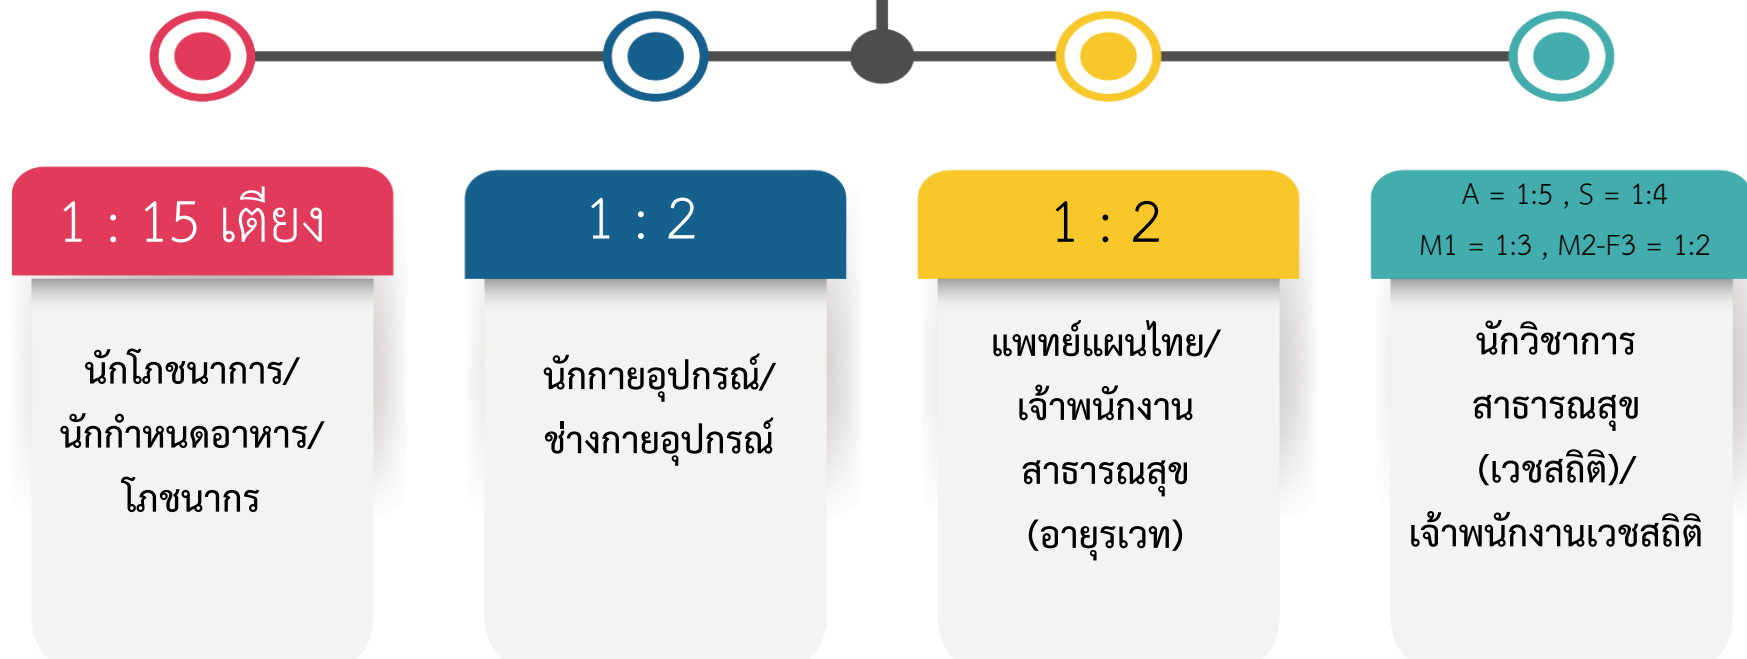 1 : 15 เตียง
นักโภชนาการ/
นักกำหนดอาหาร/
โภชนากร
1 : 2
นักกายอุปกรณ์/
ช่างกายอุปกรณ์
1 : 2
แพทย์แผนไทย/
เจ้าพนักงาน
สาธารณสุข
(อายุรเวท)
A = 1:5 , S = 1:4
M1 = 1:3 , M2-F3 = 1:2
นักวิชาการ
สาธารณสุข
(เวชสถิติ)/
เจ้าพนักงานเวชสถิติ